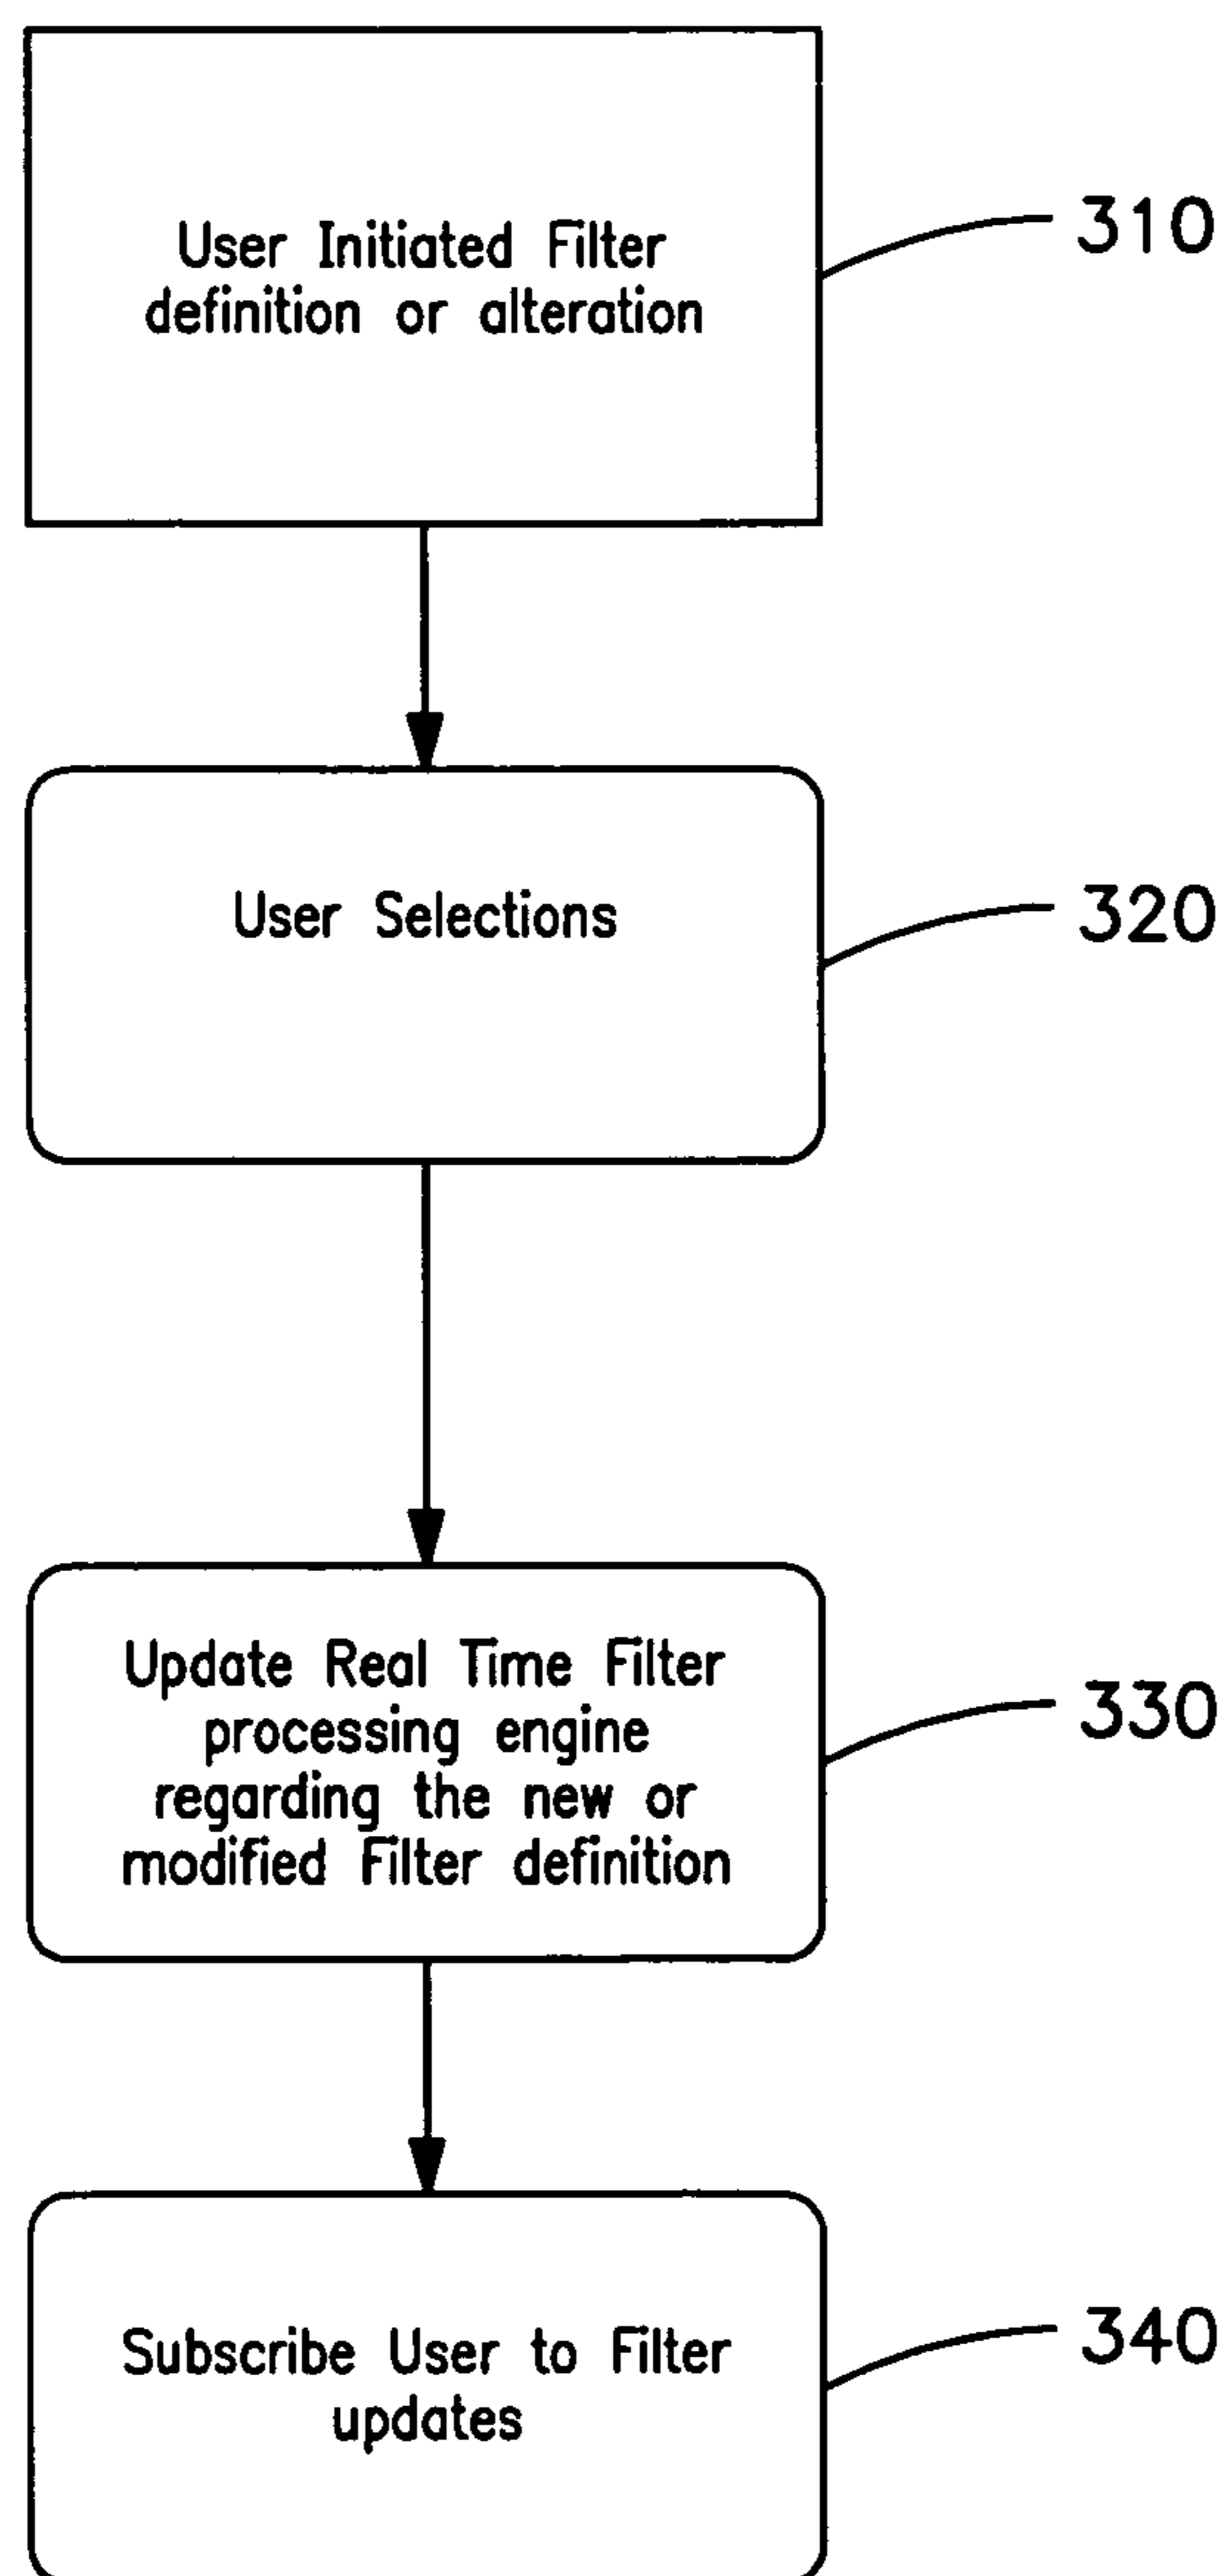 User Initiated Filter
definition or alteration
310
User Selections
320
Update Real Time Filter
processing engine
regarding the new or
modified Filter definition
330
Subscribe User to Filter
updates
340